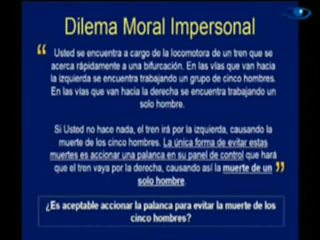 Dilema Moral Impersonal
“ Usted se encuentra a cargo de la locomotora de un tren que se
acerca rápidamente a una bifurcación. En las vías que van hacia
la izquierda se encuentra trabajando un grupo de cinco hombres.
En las vías que van hacia la derecha se encuentra trabajando un
solo hombre.
Si Usted no hace nada, el tren irá por la izquierda, causando la
muerte de los cinco hombres. La única forma de evitar estas
muertes es accionar una palanca en su panel de control que hará
que el tren vaya por la derecha, causando así la muerte de un
solo hombre. ”
¿Es aceptable accionar la palanca para evitar la muerte de los
cinco hombres?